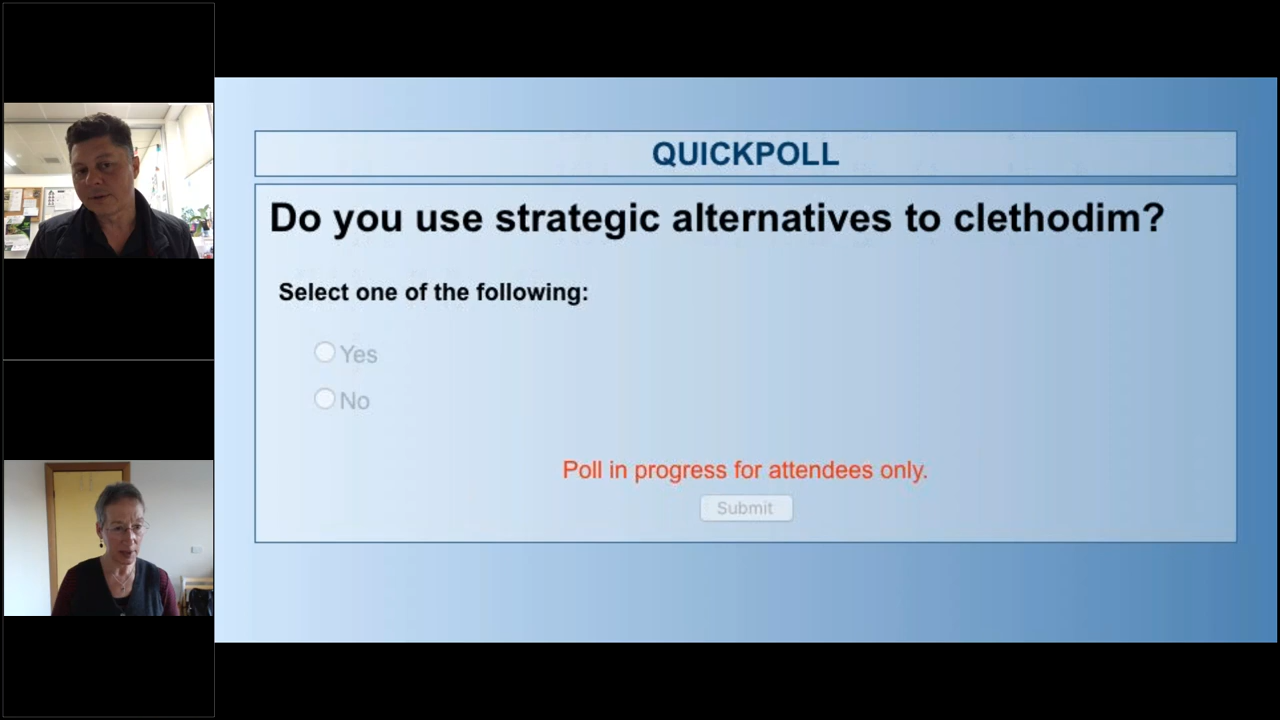 QUICKPOLL
Do you use strategic alternatives to clethodim?
Select one of the following:
Yes
No
Poll in progress for attendees only.
Submit